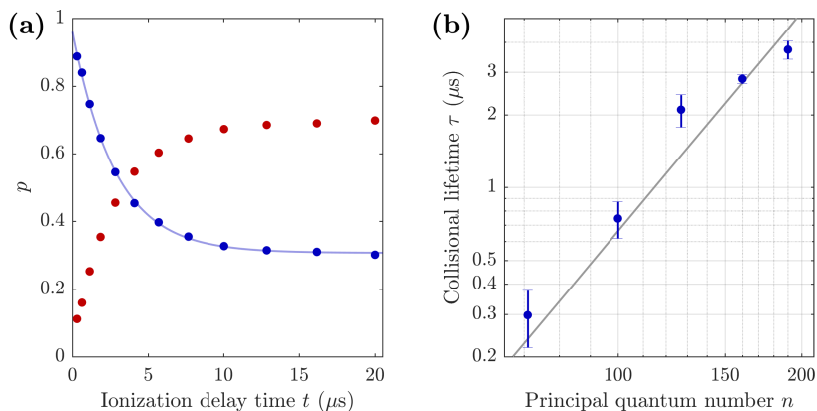 (a)
1
0.8
0.6
0.4
0.2
0
p
0 5 10 15 20
Ionization delay time t (μs)
(b)
3
2
1
0.5
0.4
0.3
0.2
Collisional lifetime τ (μs)
100 150 200
Principal quantum number n